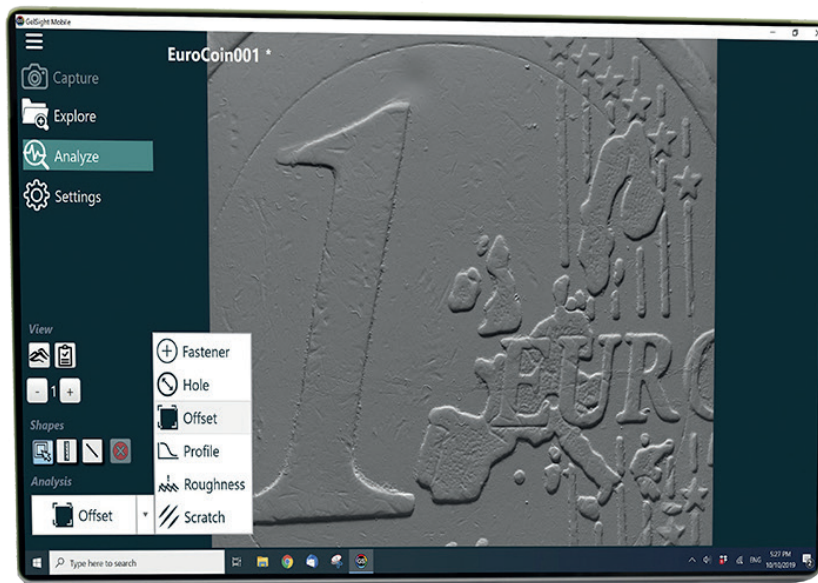 GelSight Mobile
EuroCoin001 *
Capture
Explore
Analyze
Settings
View
- 1 +
Shapes
Analysis
Offset
Fastener
Hole
Offset
Profile
Roughness
Scratch
1
EURO
Type here to search
ENG
5:27 PM
10/10/2019